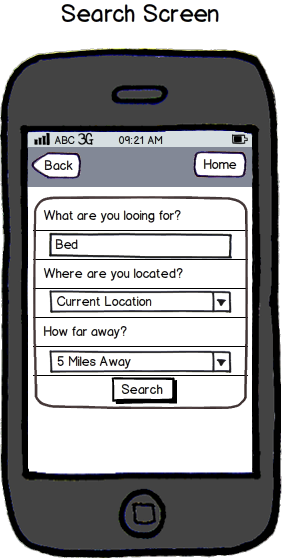 Search Screen
ABC 3G 09:21 AM
Back Home
What are you looing for?
Bed
Where are you located?
Current Location
How far away?
5 Miles Away
Search